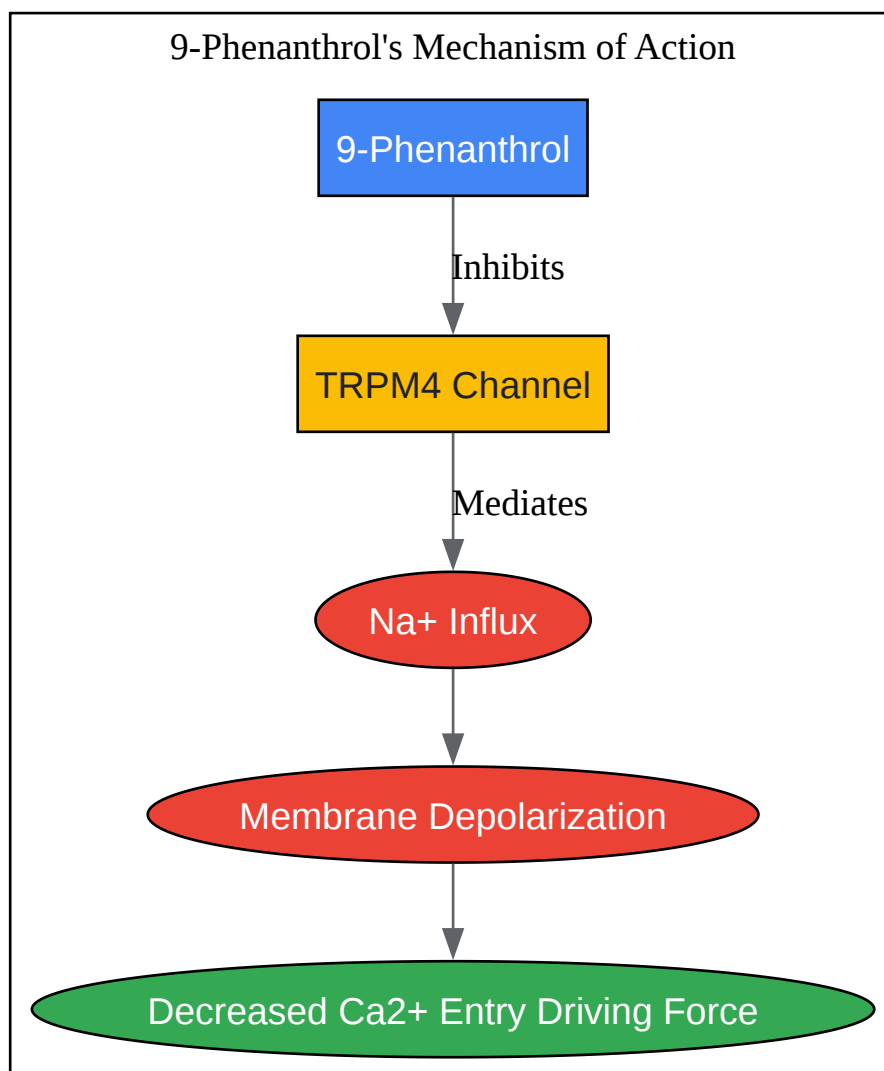 9-Phenanthrol's Mechanism of Action
9-Phenanthrol
Inhibits
TRPM4 Channel
Mediates
Na+ Influx
Membrane Depolarization
Decreased Ca2+ Entry Driving Force